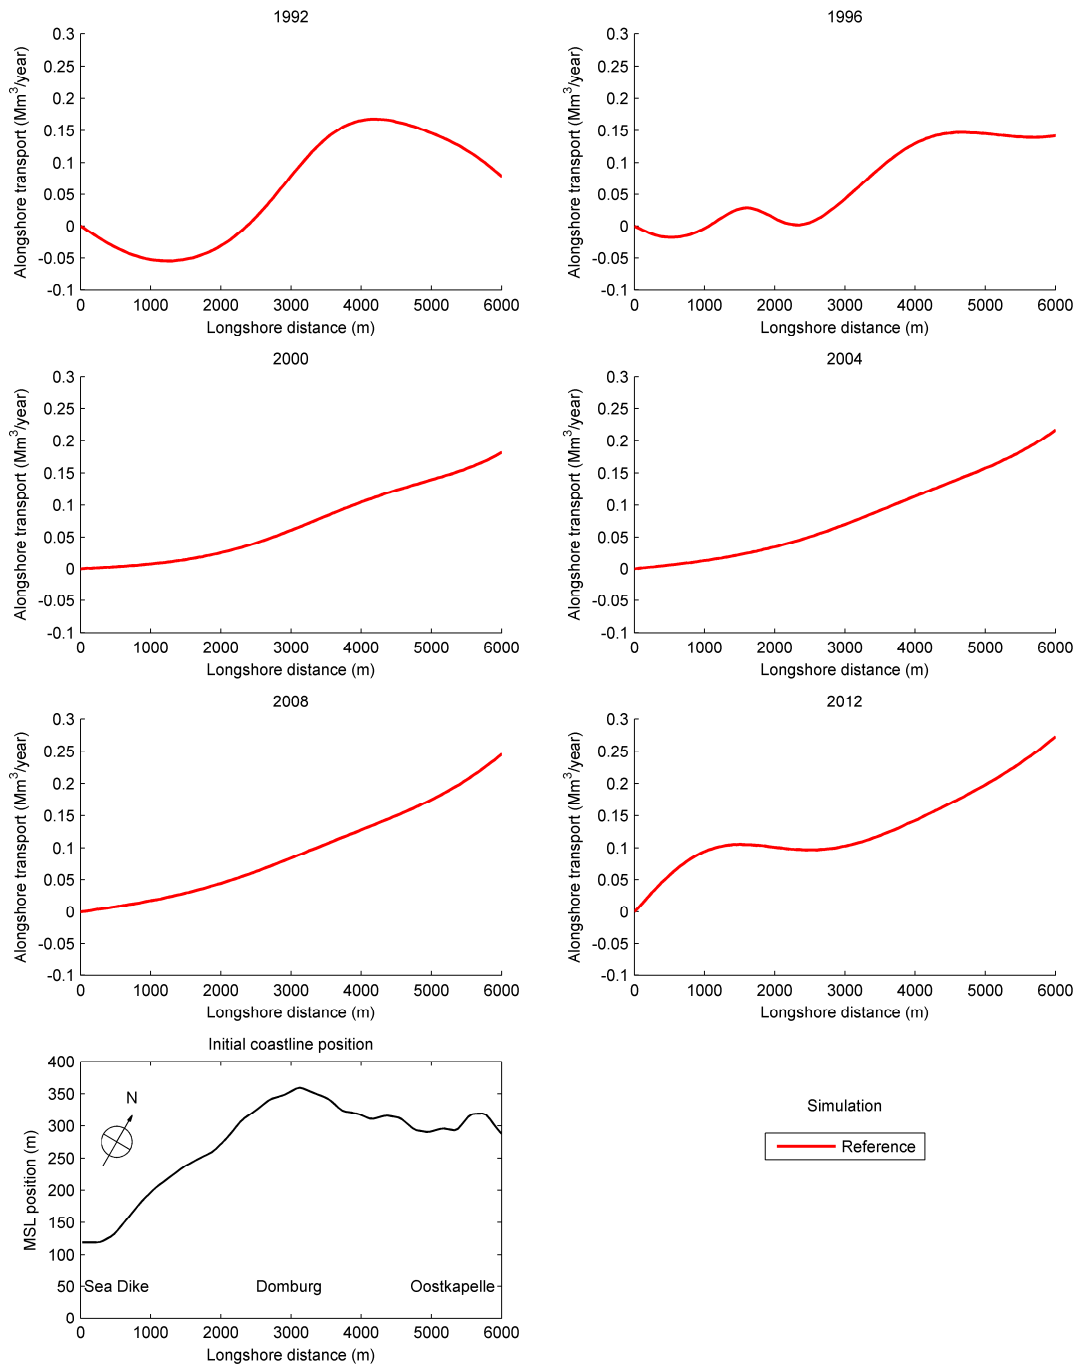 1992
0.3
0.25
0.2
0.15
0.1
0.05
0
-0.05
-0.1
Alongshore transport (Mm³/year)
0 1000 2000 3000 4000 5000 6000
Longshore distance (m)
1996
0.3
0.25
0.2
0.15
0.1
0.05
0
-0.05
-0.1
Alongshore transport (Mm³/year)
0 1000 2000 3000 4000 5000 6000
Longshore distance (m)
2000
0.3
0.25
0.2
0.15
0.1
0.05
0
-0.05
-0.1
Alongshore transport (Mm³/year)
0 1000 2000 3000 4000 5000 6000
Longshore distance (m)
2004
0.3
0.25
0.2
0.15
0.1
0.05
0
-0.05
-0.1
Alongshore transport (Mm³/year)
0 1000 2000 3000 4000 5000 6000
Longshore distance (m)
2008
0.3
0.25
0.2
0.15
0.1
0.05
0
-0.05
-0.1
Alongshore transport (Mm³/year)
0 1000 2000 3000 4000 5000 6000
Longshore distance (m)
2012
0.3
0.25
0.2
0.15
0.1
0.05
0
-0.05
-0.1
Alongshore transport (Mm³/year)
0 1000 2000 3000 4000 5000 6000
Longshore distance (m)
Initial coastline position
400
350
300
250
200
150
100
50
0
MSL position (m)
N
Sea Dike Domburg Oostkapelle
0 1000 2000 3000 4000 5000 6000
Longshore distance (m)
Simulation
Reference